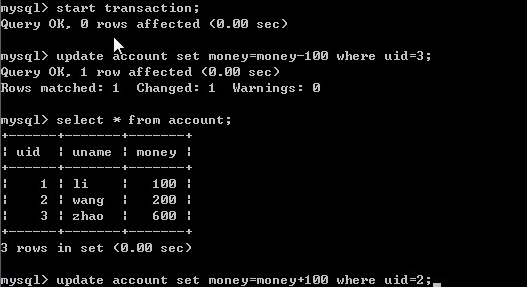 mysql> start transaction;
Query OK, 0 rows affected (0.00 sec)
mysql> update account set money=money-100 where uid=3;
Query OK, 1 row affected (0.00 sec)
Rows matched: 1  Changed: 1  Warnings: 0
mysql> select * from account;
+------+-------+-------+
| uid  | uname | money |
+------+-------+-------+
|    1 | li    |   100 |
|    2 | wang  |   200 |
|    3 | zhao  |   600 |
+------+-------+-------+
3 rows in set (0.00 sec)
mysql> update account set money=money+100 where uid=2;